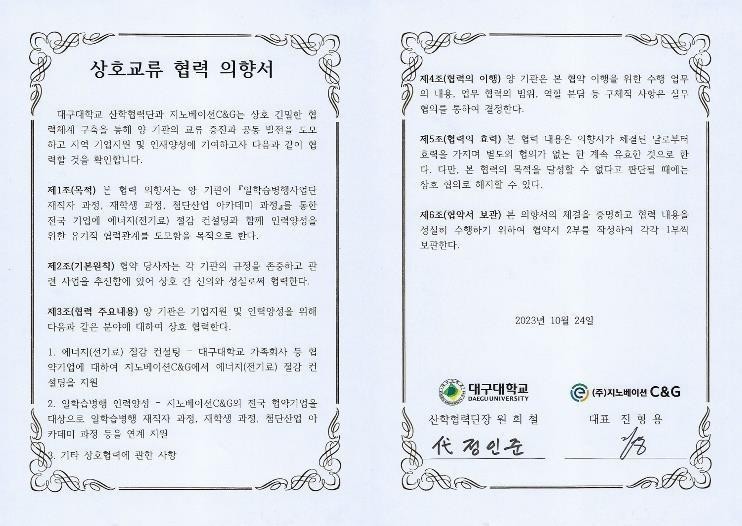 상호교류 협력 의향서
대구대학교 산학협력단과 지노베이션C&G은 상호 긴밀한 협
력체계 구축을 통해 양 기관의 교류 증진과 공동 발전을 도모
하고 지역 기업지원 및 인재양성에 기여하고자 다음과 같이 협
력할 것을 확인합니다.
제1조(목적) 본 협력 의향서는 양 기관이 『일학습병행사업단
재직자 과정, 재학생 과정, 첨단산업 아카데미 과정』를 통한
전국 기업에 에너지(전기료) 절감 컨설팅과 함께 인력양성을
위한 유기적 협력관계를 도모함을 목적으로 한다.
제2조(기본원칙) 협약 당사자는 각 기관의 규정을 존중하고 관
련 사업을 추진함에 있어 상호 간 신의와 성실로써 협력한다.
제3조(협력 주요내용) 양 기관은 기업지원 및 인력양성을 위해
다음과 같은 분야에 대하여 상호 협력한다.
1. 에너지(전기료) 절감 컨설팅 - 대구대학교 가족회사 등 협
약기업에 대하여 지노베이션C&G에서 에너지(전기료) 절감 컨
설팅을 지원
2. 일학습병행 인력양성 - 지노베이션C&G의 전국 협약기업을
대상으로 일학습병행 재직자 과정, 재학생 과정, 첨단산업 아
카데미 과정 등을 연계 지원
3. 기타 상호협력에 관한 사항
제4조(협력의 이행) 양 기관은 본 협약 이행을 위한 수행 업무
의 내용, 업무 협력의 범위, 역할 분담 등 구체적 사항은 실무
협의를 통하여 결정한다.
제5조(협력의 효력) 본 협력 내용은 의향서가 체결된 날로부터
효력을 가지며 별도의 협의가 없는 한 계속 유효한 것으로 한
다. 다만, 본 협력의 목적을 달성할 수 없다고 판단될 때에는
상호 협의로 해지할 수 있다.
제6조(협약서 보관) 본 의향서의 체결을 증명하고 협력 내용을
성실히 수행하기 위하여 협약서 2부를 작성하여 각각 1부씩
보관한다.
2023년 10월 24일
대구대학교
DAEGU UNIVERSITY
(주)지노베이션 C&G
산학협력단장 원 희 철
대표 진 형 용
代 정인준